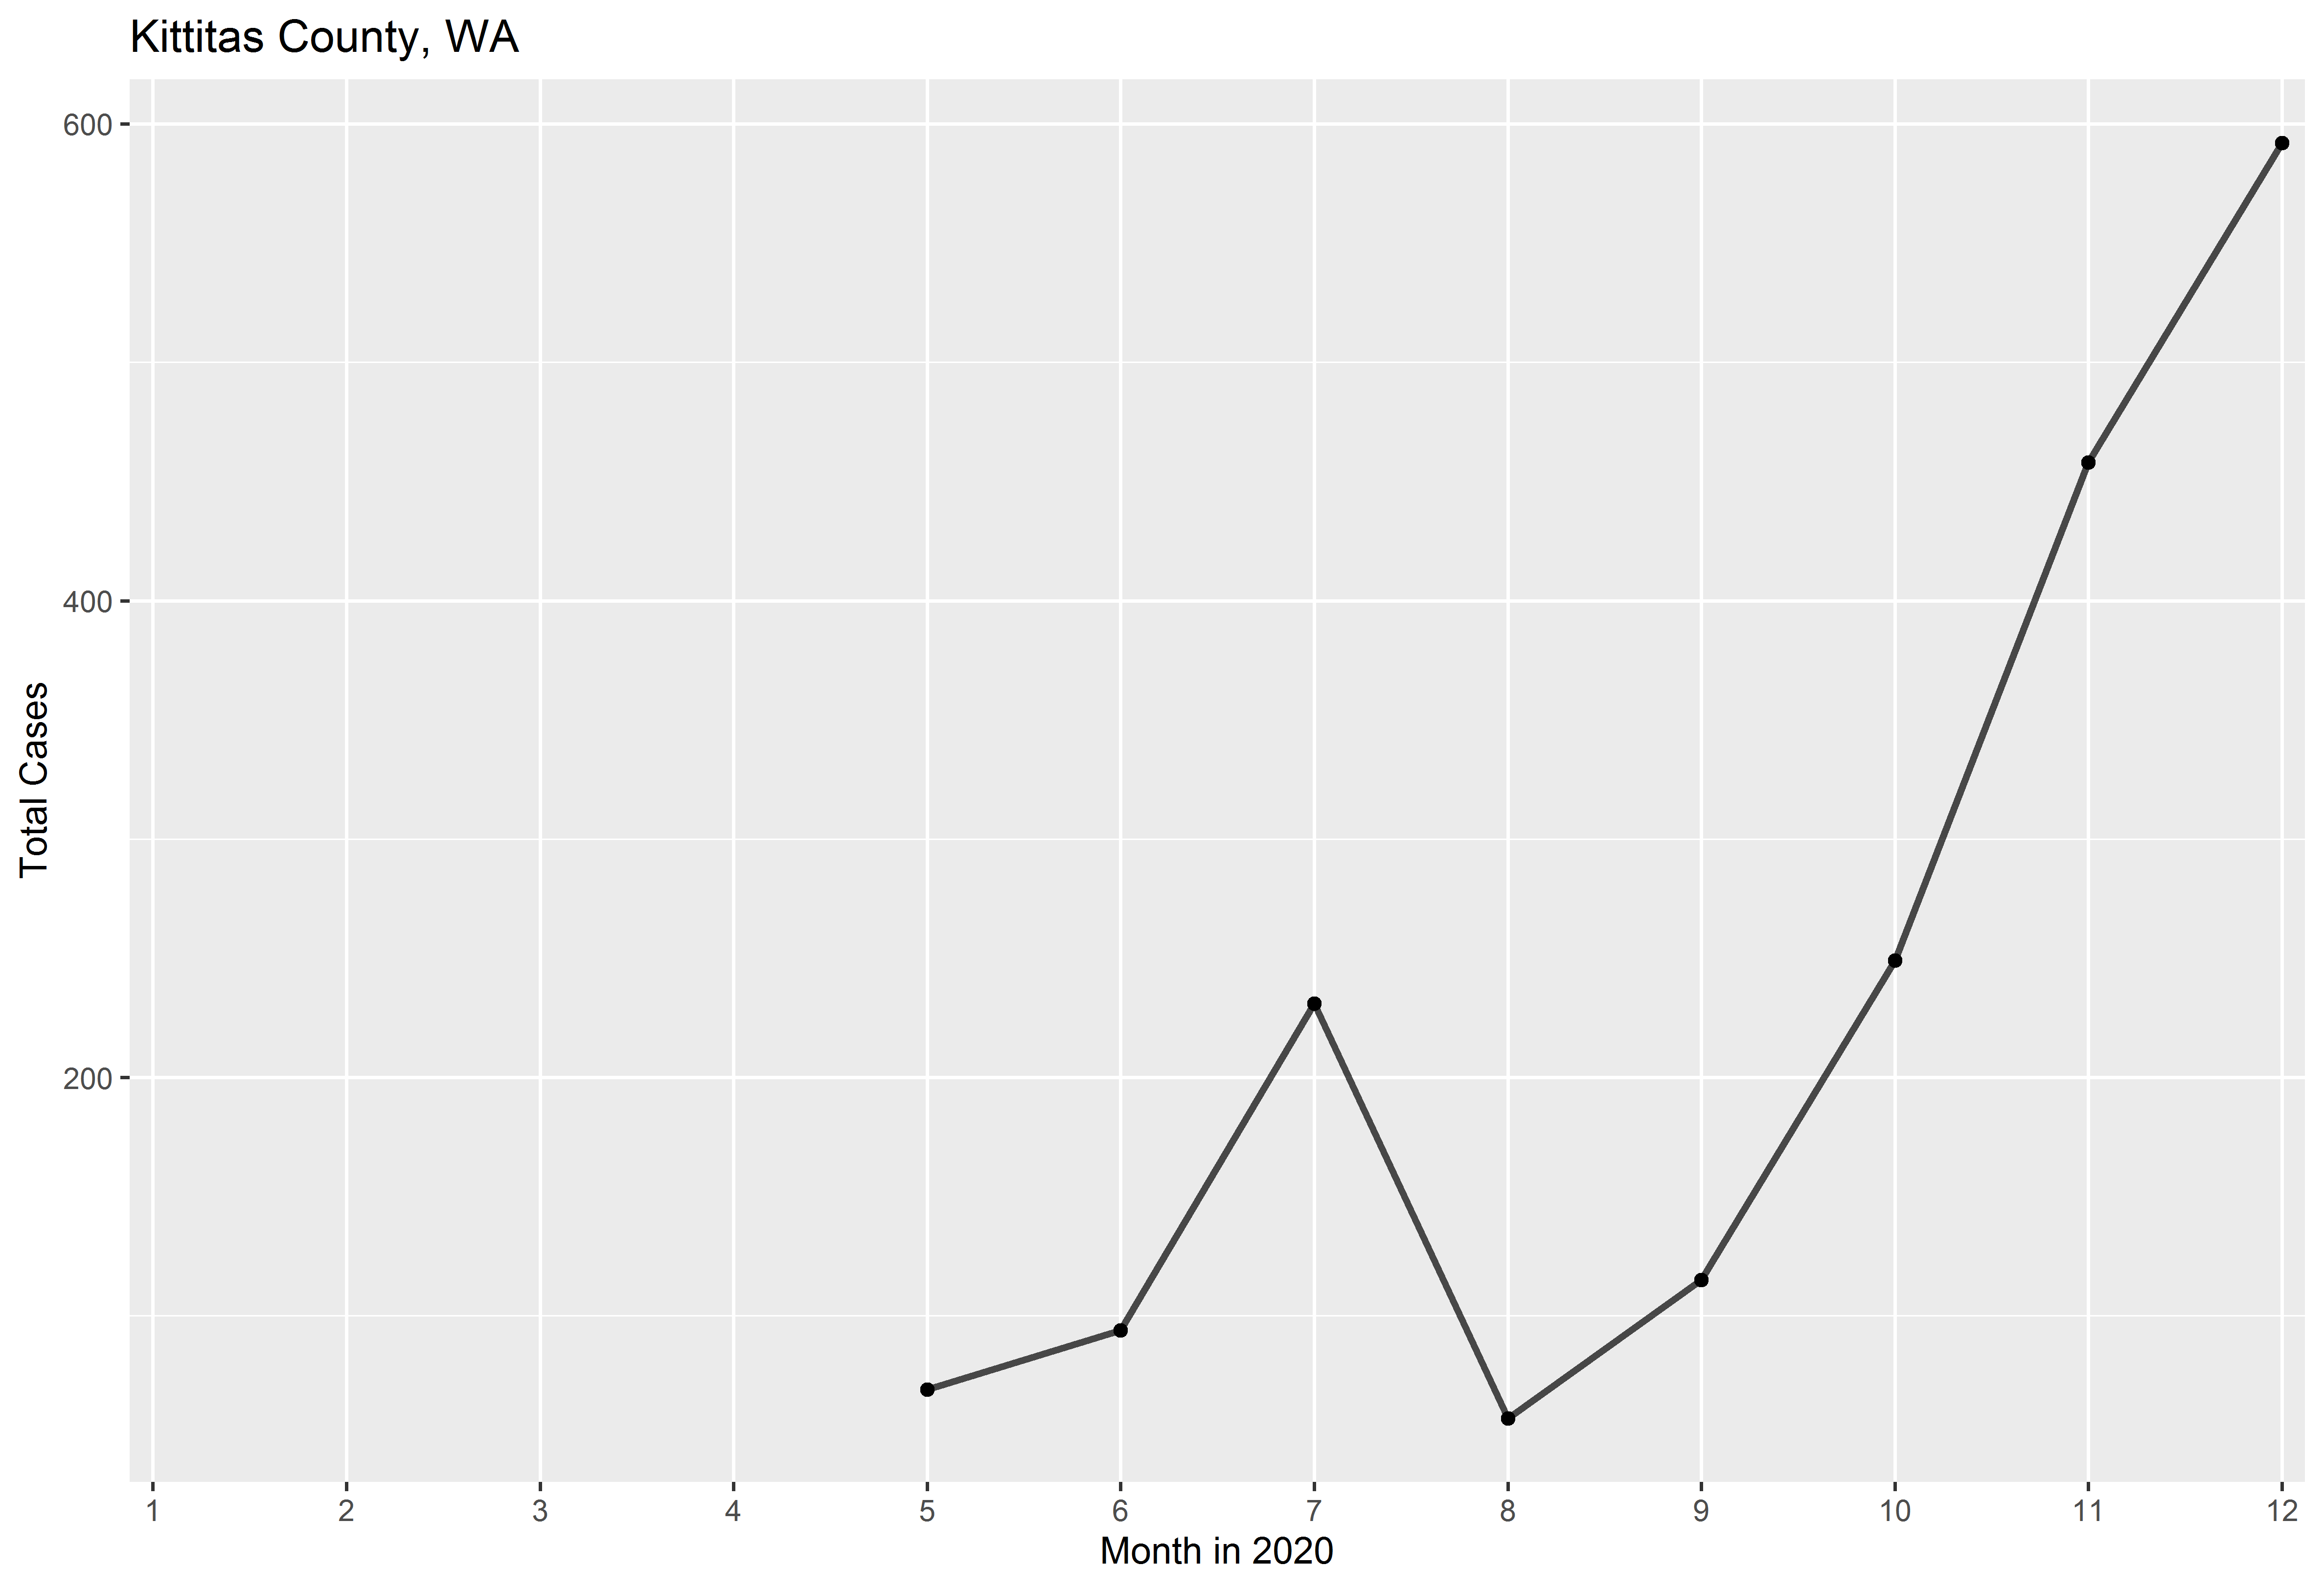 Kittitas County, WA
600
400
200
Total Cases
1 2 3 4 5 6 7 8 9 10 11 12
Month in 2020